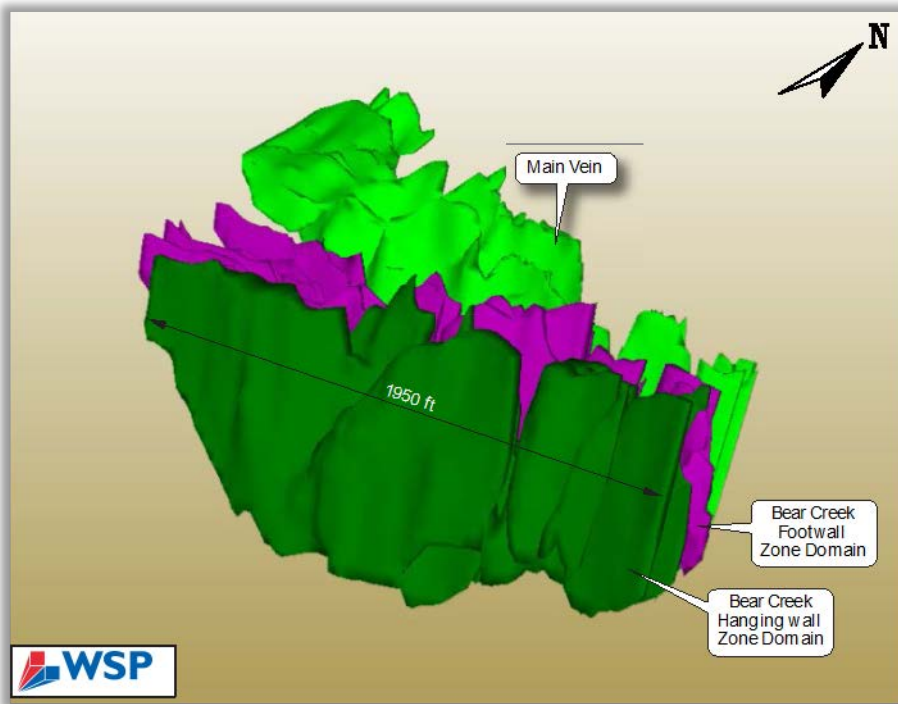 N
Main Vein
1950 ft
Bear Creek
Footwall
Zone Domain
Bear Creek
Hanging wall
Zone Domain
WSP